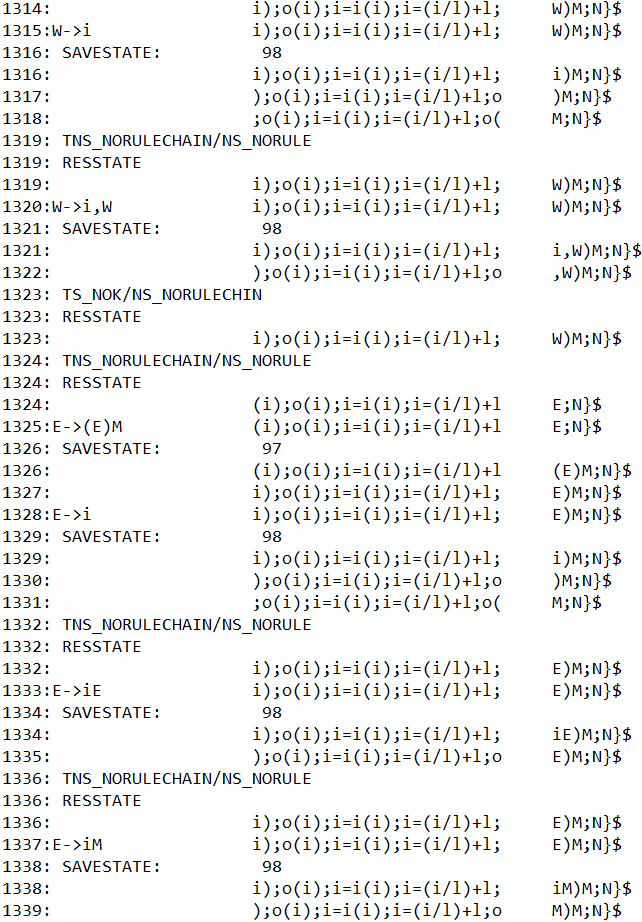 1314:                    i);o(i);i=i(i);i=(i/l)+l;     W)M;N}$
1315:W->i                i);o(i);i=i(i);i=(i/l)+l;     W)M;N}$
1316: SAVESTATE:          98
1316:                    i);o(i);i=i(i);i=(i/l)+l;     i)M;N}$
1317:                    );o(i);i=i(i);i=(i/l)+l;o     )M;N}$
1318:                    ;o(i);i=i(i);i=(i/l)+l;o(     M;N}$
1319: TNS_NORULECHAIN/NS_NORULE
1319: RESSTATE
1319:                    i);o(i);i=i(i);i=(i/l)+l;     W)M;N}$
1320:W->i,W              i);o(i);i=i(i);i=(i/l)+l;     W)M;N}$
1321: SAVESTATE:          98
1321:                    i);o(i);i=i(i);i=(i/l)+l;     i,W)M;N}$
1322:                    );o(i);i=i(i);i=(i/l)+l;o     ,W)M;N}$
1323: TS_NOK/NS_NORULECHIN
1323: RESSTATE
1323:                    i);o(i);i=i(i);i=(i/l)+l;     W)M;N}$
1324: TNS_NORULECHAIN/NS_NORULE
1324: RESSTATE
1324:                    (i);o(i);i=i(i);i=(i/l)+l     E;N}$
1325:E->(E)M             (i);o(i);i=i(i);i=(i/l)+l     E;N}$
1326: SAVESTATE:          97
1326:                    (i);o(i);i=i(i);i=(i/l)+l     (E)M;N}$
1327:                    i);o(i);i=i(i);i=(i/l)+l;     E)M;N}$
1328:E->i                i);o(i);i=i(i);i=(i/l)+l;     E)M;N}$
1329: SAVESTATE:          98
1329:                    i);o(i);i=i(i);i=(i/l)+l;     i)M;N}$
1330:                    );o(i);i=i(i);i=(i/l)+l;o     )M;N}$
1331:                    ;o(i);i=i(i);i=(i/l)+l;o(     M;N}$
1332: TNS_NORULECHAIN/NS_NORULE
1332: RESSTATE
1332:                    i);o(i);i=i(i);i=(i/l)+l;     E)M;N}$
1333:E->iE               i);o(i);i=i(i);i=(i/l)+l;     E)M;N}$
1334: SAVESTATE:          98
1334:                    i);o(i);i=i(i);i=(i/l)+l;     iE)M;N}$
1335:                    );o(i);i=i(i);i=(i/l)+l;o     E)M;N}$
1336: TNS_NORULECHAIN/NS_NORULE
1336: RESSTATE
1336:                    i);o(i);i=i(i);i=(i/l)+l;     E)M;N}$
1337:E->iM               i);o(i);i=i(i);i=(i/l)+l;     E)M;N}$
1338: SAVESTATE:          98
1338:                    i);o(i);i=i(i);i=(i/l)+l;     iM)M;N}$
1339:                    );o(i);i=i(i);i=(i/l)+l;o     M)M;N}$